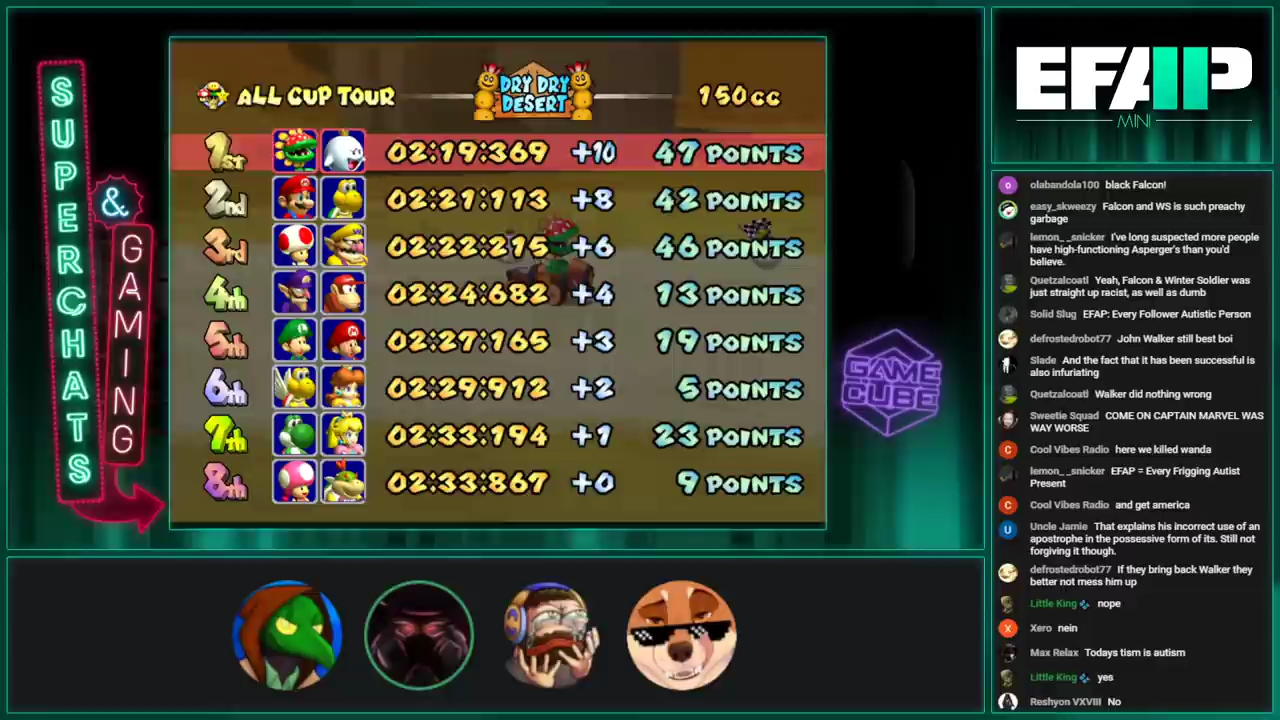 SUPERCHATS
&
GAMING
ALL CUP TOUR
DRY DRY
DESERT
150cc
1st 02:19:369 +10 47 POINTS
2nd 02:21:113 +8 42 POINTS
3rd 02:22:215 +6 46 POINTS
4th 02:24:682 +4 13 POINTS
5th 02:27:165 +3 19 POINTS
6th 02:29:912 +2 5 POINTS
7th 02:33:194 +1 23 POINTS
8th 02:33:867 +0 9 POINTS
GAME
CUBE
EFAP
MINI
olabandola100 black Falcon!
easy_skweezy Falcon and WS is such preachy
garbage
lemon__snicker I've long suspected more people
have high-functioning Asperger's than you'd
believe.
Quetzalcoatl Yeah, Falcon & Winter Soldier was
just straight up racist, as well as dumb
Solid Slug EFAP: Every Follower Autistic Person
defrostedrobot77 John Walker still best boi
Slade And the fact that it has been successful is
also infuriating
Quetzalcoatl Walker did nothing wrong
Sweetie Squad COME ON CAPTAIN MARVEL WAS
WAY WORSE
Cool Vibes Radio here we killed wanda
lemon__snicker EFAP = Every Frigging Autist
Present
Cool Vibes Radio and get america
Uncle Jamie That explains his incorrect use of an
apostrophe in the possessive form of its. Still not
forgiving it though.
defrostedrobot77 If they bring back Walker they
better not mess him up
Little King nope
Xero nein
Max Relax Todays tism is autism
Little King yes
Reshyon VXVIII No